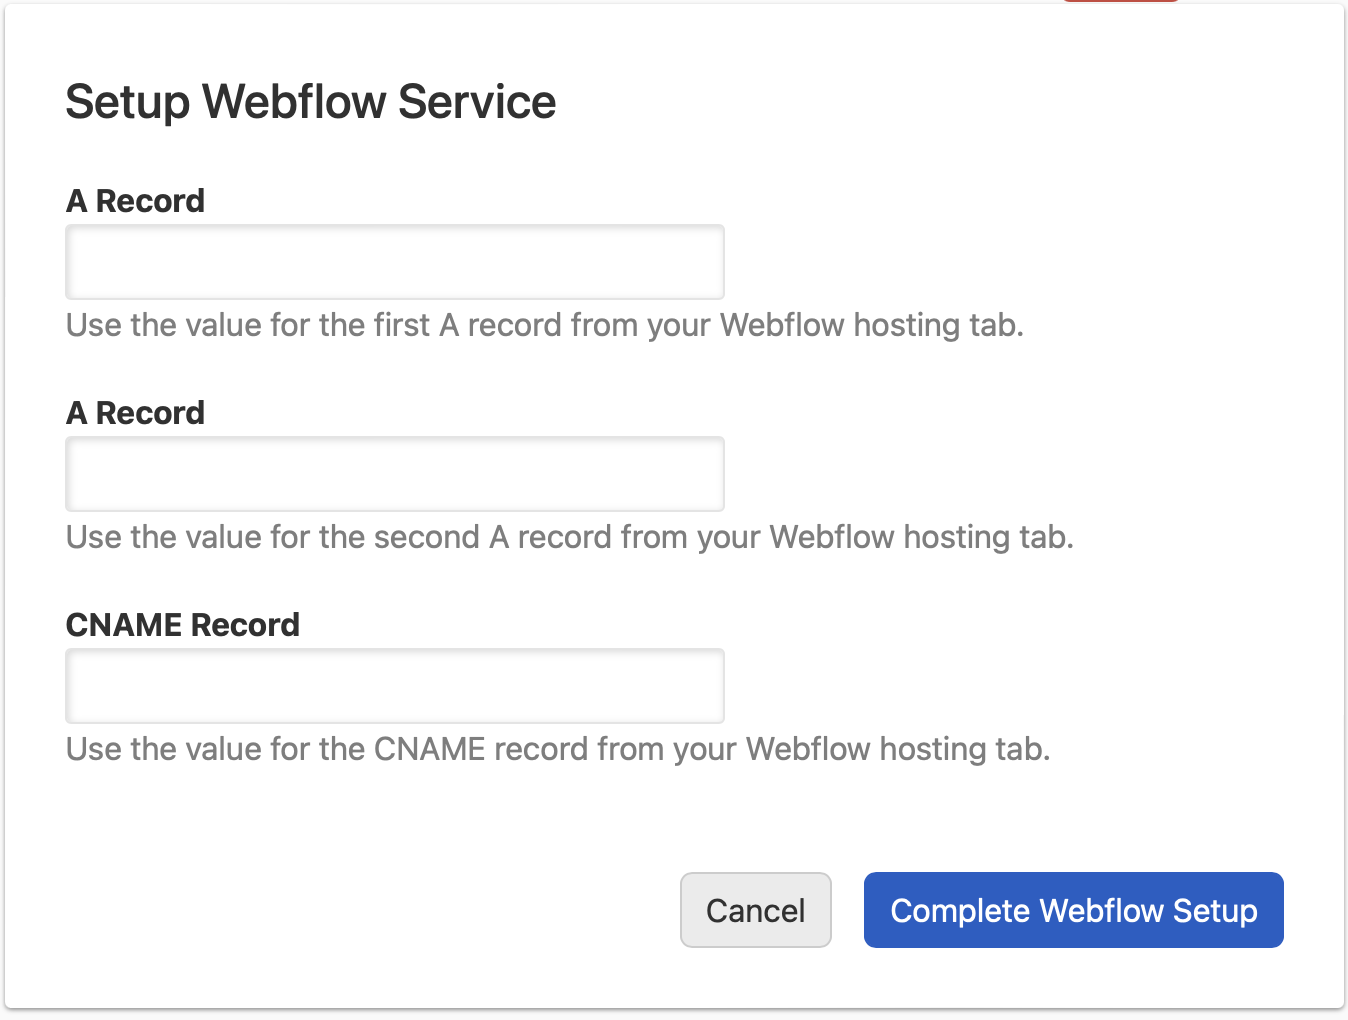 Setup Webflow Service
A Record
Use the value for the first A record from your Webflow hosting tab.
A Record
Use the value for the second A record from your Webflow hosting tab.
CNAME Record
Use the value for the CNAME record from your Webflow hosting tab.
Cancel
Complete Webflow Setup